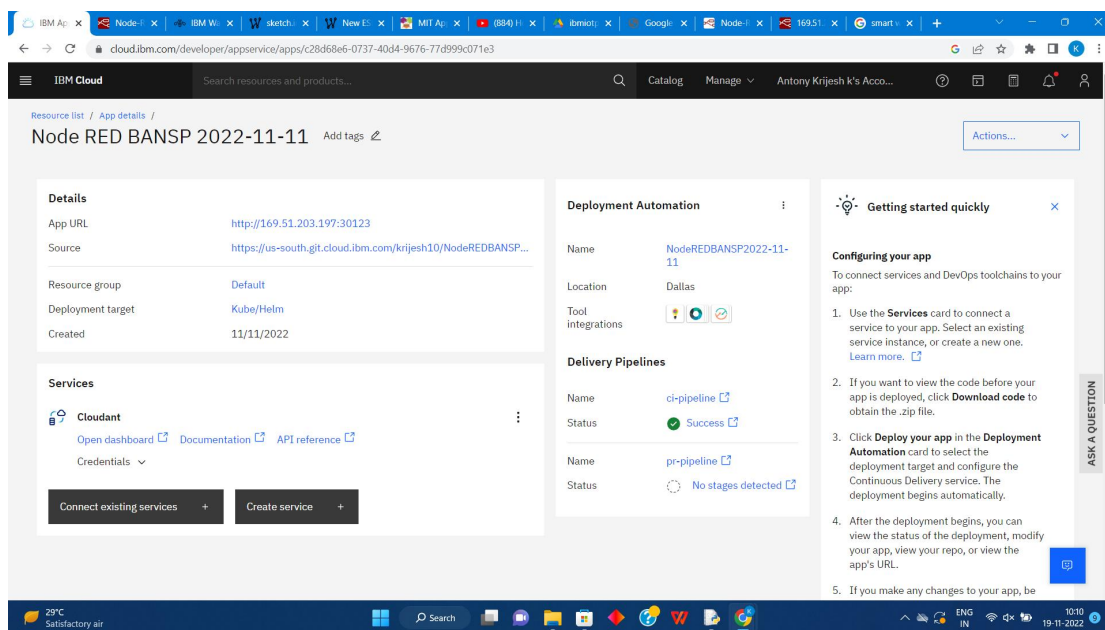 IBM Ap
Node-R
IBM Wa
sketch.i
New ES
MIT Ap
(884) H
ibmiotp
Google
Node-R
169.51.
smart w
cloud.ibm.com/developer/appservice/apps/c28d68e6-0737-40d4-9676-77d999c071e3
G
K
IBM Cloud
Search resources and products...
Catalog
Manage
Antony Krijesh k's Acco...
Resource list / App details /
Node RED BANSP 2022-11-11
Add tags
Actions...
Details
App URL
http://169.51.203.197:30123
Source
https://us-south.git.cloud.ibm.com/krijesh10/NodeREDBANSP...
Resource group
Default
Deployment target
Kube/Helm
Created
11/11/2022
Services
Cloudant
Open dashboard
Documentation
API reference
Credentials
Connect existing services +
Create service +
Deployment Automation
Name
NodeREDBANSP2022-11-
11
Location
Dallas
Tool
integrations
Delivery Pipelines
Name
ci-pipeline
Status
Success
Name
pr-pipeline
Status
No stages detected
Getting started quickly
Configuring your app
To connect services and DevOps toolchains to your
app:
1. Use the Services card to connect a
service to your app. Select an existing
service instance, or create a new one.
Learn more.
2. If you want to view the code before your
app is deployed, click Download code to
obtain the .zip file.
3. Click Deploy your app in the Deployment
Automation card to select the
deployment target and configure the
Continuous Delivery service. The
deployment begins automatically.
4. After the deployment begins, you can
view the status of the deployment, modify
your app, view your repo, or view the
app's URL.
5. If you make any changes to your app, be
ASK A QUESTION
29°C
Satisfactory air
Search
ENG
IN
10:10
19-11-2022
9